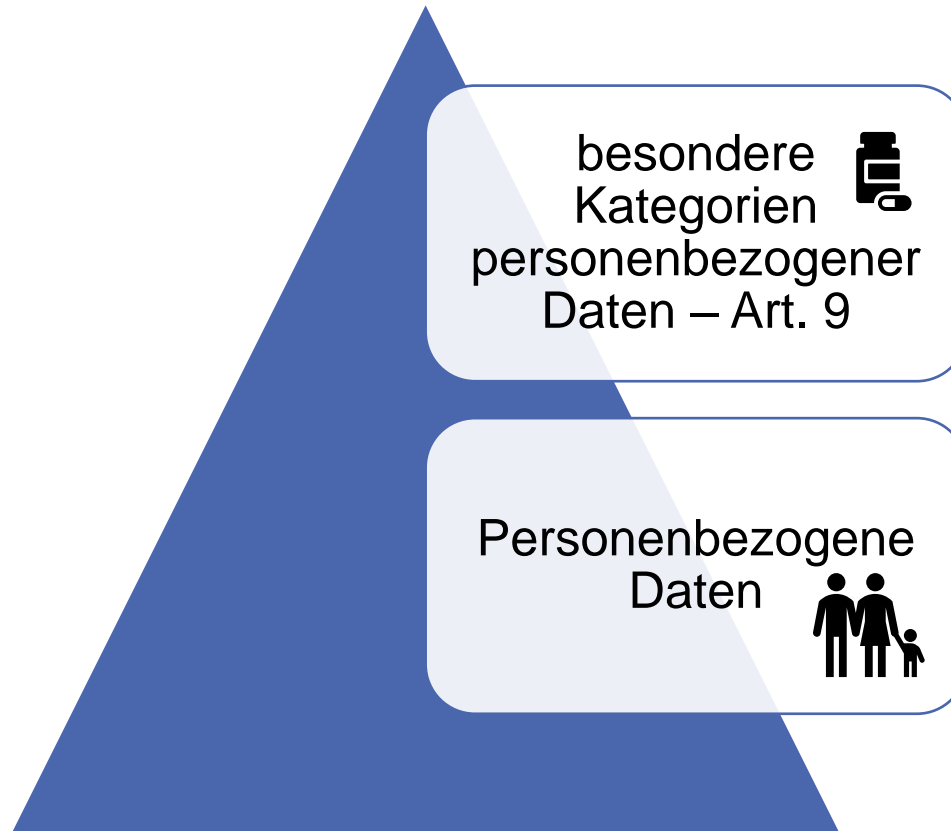 besondere
Kategorien
personenbezogener
Daten – Art. 9
Personenbezogene
Daten